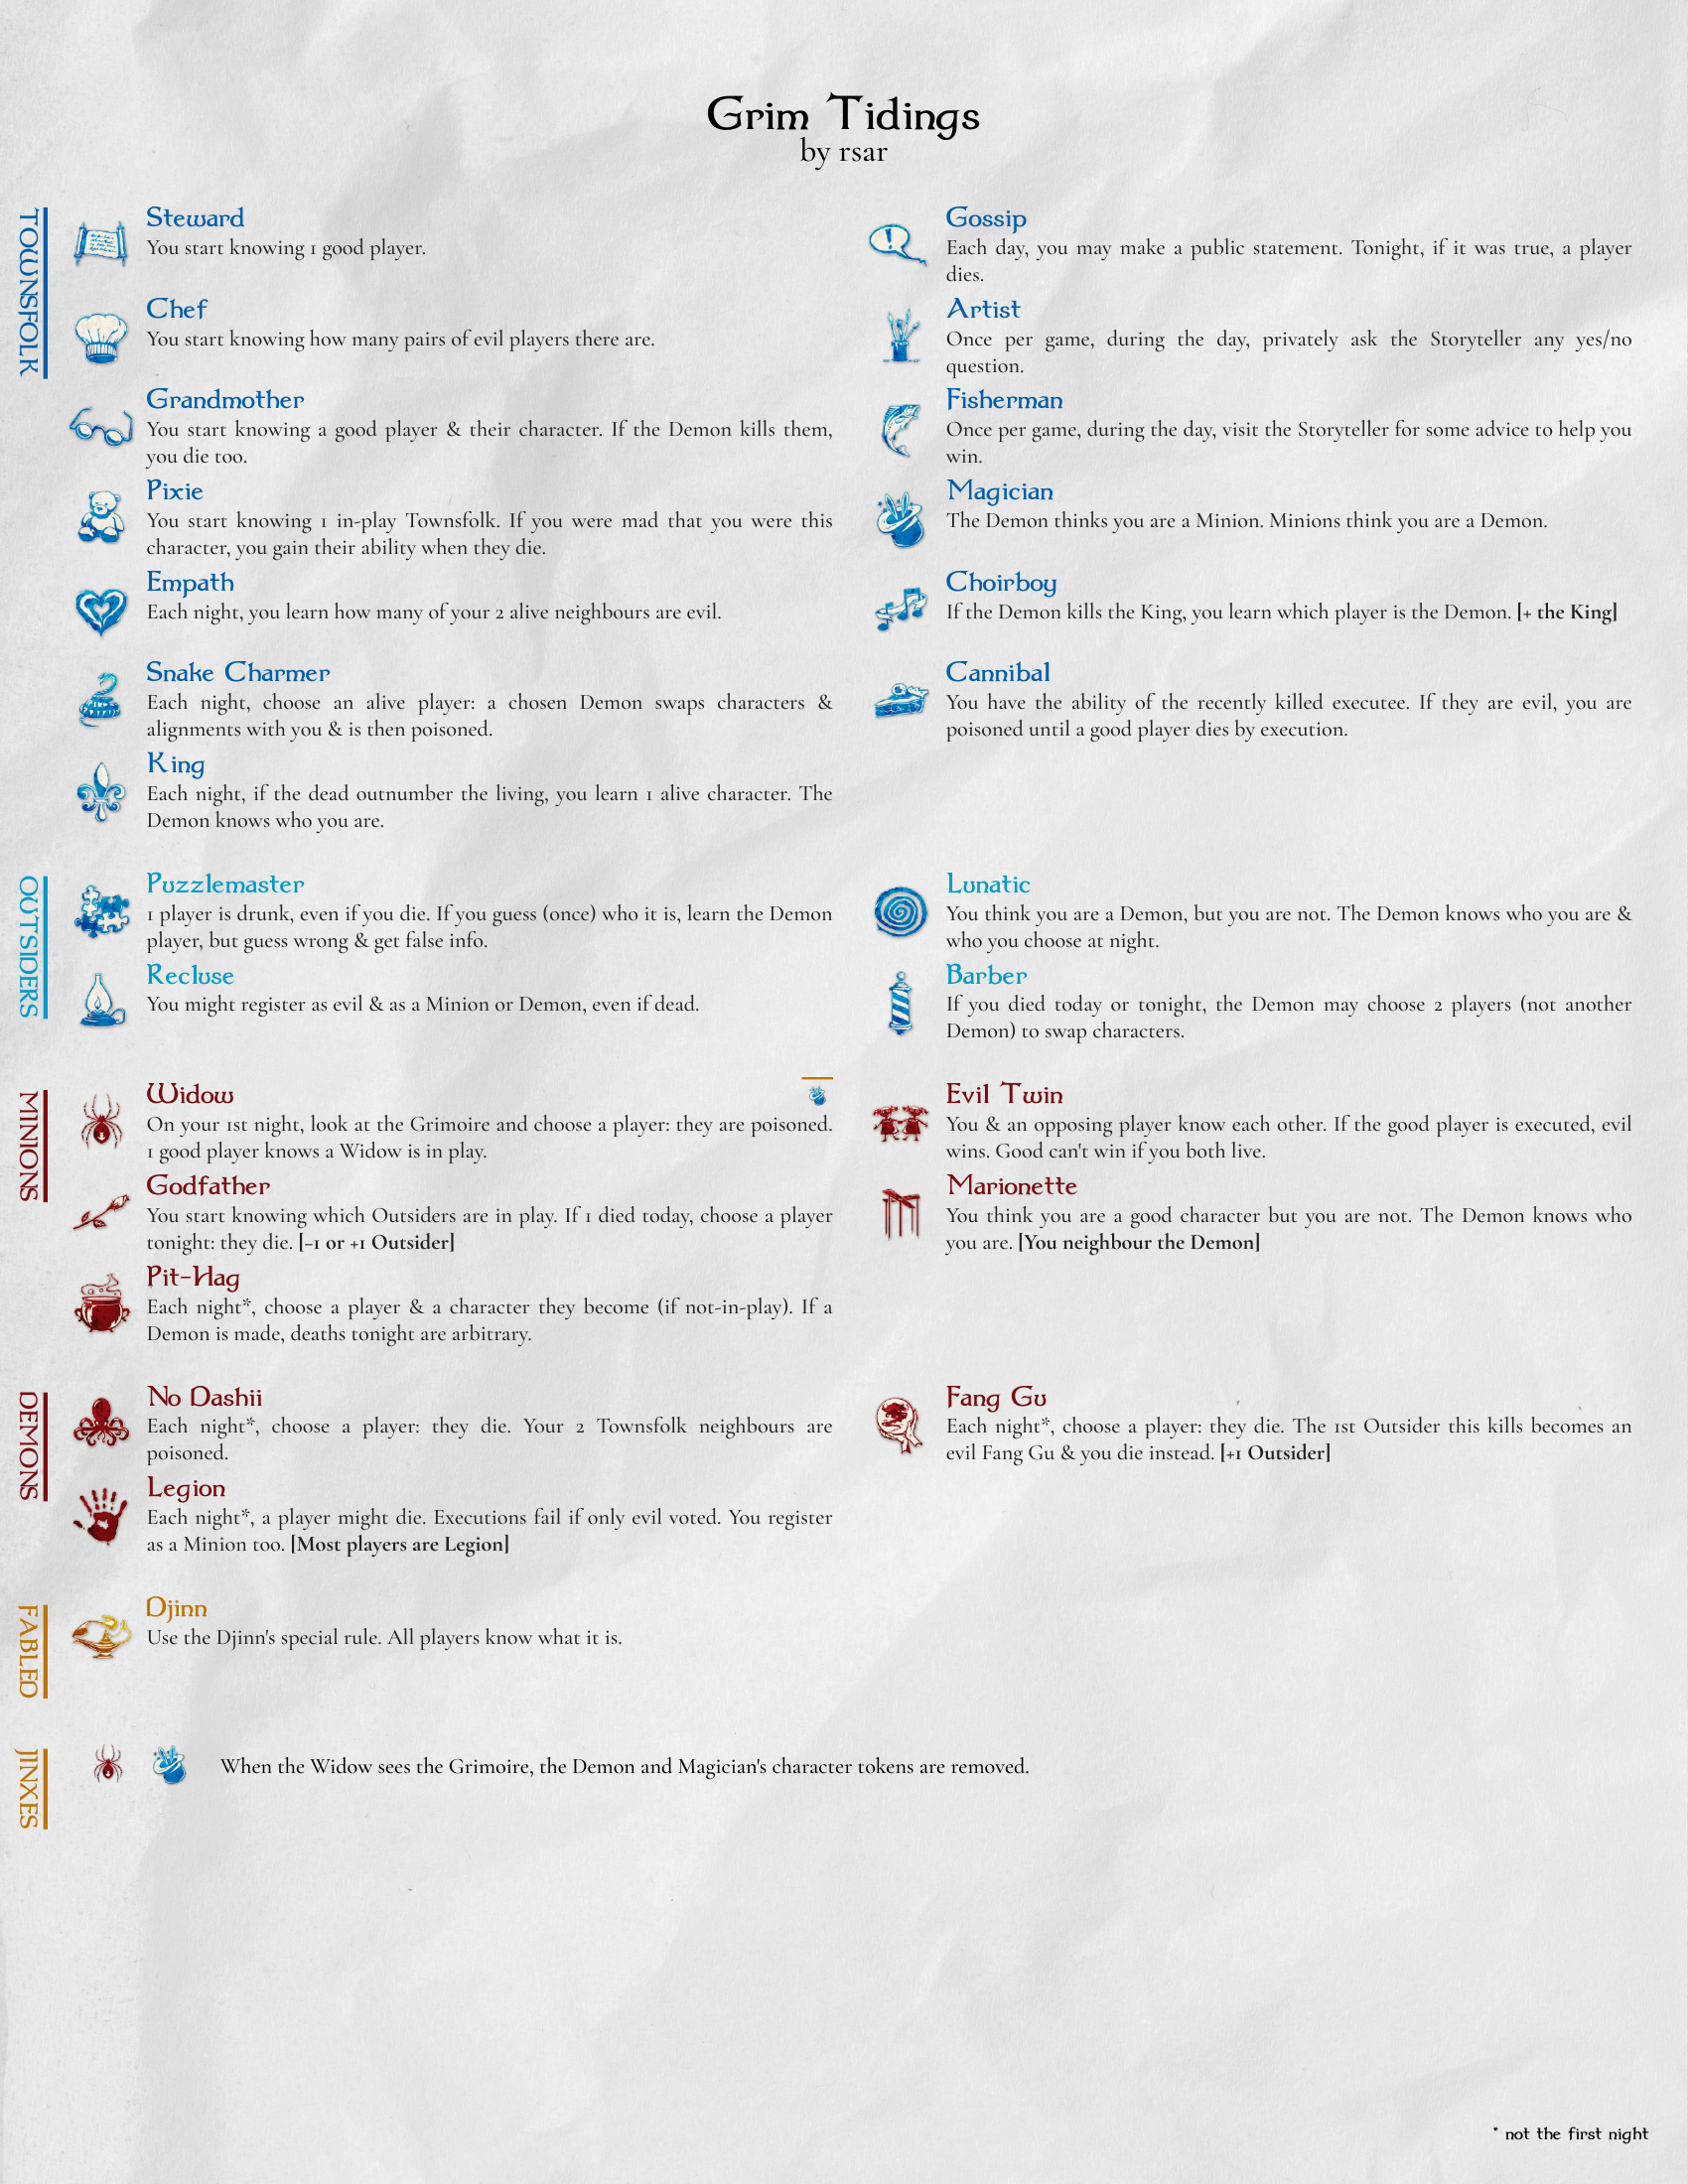 Grim Tidings
by rsar
TOWNSFOLK
Steward
You start knowing 1 good player.
Chef
You start knowing how many pairs of evil players there are.
Grandmother
You start knowing a good player & their character. If the Demon kills them,
you die too.
Pixie
You start knowing 1 in-play Townsfolk. If you were mad that you were this
character, you gain their ability when they die.
Empath
Each night, you learn how many of your 2 alive neighbours are evil.
Snake Charmer
Each night, choose an alive player: a chosen Demon swaps characters &
alignments with you & is then poisoned.
King
Each night, if the dead outnumber the living, you learn 1 alive character. The
Demon knows who you are.
Gossip
Each day, you may make a public statement. Tonight, if it was true, a player
dies.
Artist
Once per game, during the day, privately ask the Storyteller any yes/no
question.
Fisherman
Once per game, during the day, visit the Storyteller for some advice to help you
win.
Magician
The Demon thinks you are a Minion. Minions think you are a Demon.
Choirboy
If the Demon kills the King, you learn which player is the Demon. [+ the King]
Cannibal
You have the ability of the recently killed executee. If they are evil, you are
poisoned until a good player dies by execution.
OUTSIDERS
Puzzlemaster
1 player is drunk, even if you die. If you guess (once) who it is, learn the Demon
player, but guess wrong & get false info.
Recluse
You might register as evil & as a Minion or Demon, even if dead.
Lunatic
You think you are a Demon, but you are not. The Demon knows who you are &
who you choose at night.
Barber
If you died today or tonight, the Demon may choose 2 players (not another
Demon) to swap characters.
MINIONS
Widow
On your 1st night, look at the Grimoire and choose a player: they are poisoned.
1 good player knows a Widow is in play.
Godfather
You start knowing which Outsiders are in play. If 1 died today, choose a player
tonight: they die. [−1 or +1 Outsider]
Pit-Hag
Each night*, choose a player & a character they become (if not-in-play). If a
Demon is made, deaths tonight are arbitrary.
Evil Twin
You & an opposing player know each other. If the good player is executed, evil
wins. Good can't win if you both live.
Marionette
You think you are a good character but you are not. The Demon knows who
you are. [You neighbour the Demon]
DEMONS
No Dashii
Each night*, choose a player: they die. Your 2 Townsfolk neighbours are
poisoned.
Legion
Each night*, a player might die. Executions fail if only evil voted. You register
as a Minion too. [Most players are Legion]
Fang Gu
Each night*, choose a player: they die. The 1st Outsider this kills becomes an
evil Fang Gu & you die instead. [+1 Outsider]
FABLED
Djinn
Use the Djinn's special rule. All players know what it is.
JINXES
When the Widow sees the Grimoire, the Demon and Magician's character tokens are removed.
* not the first night